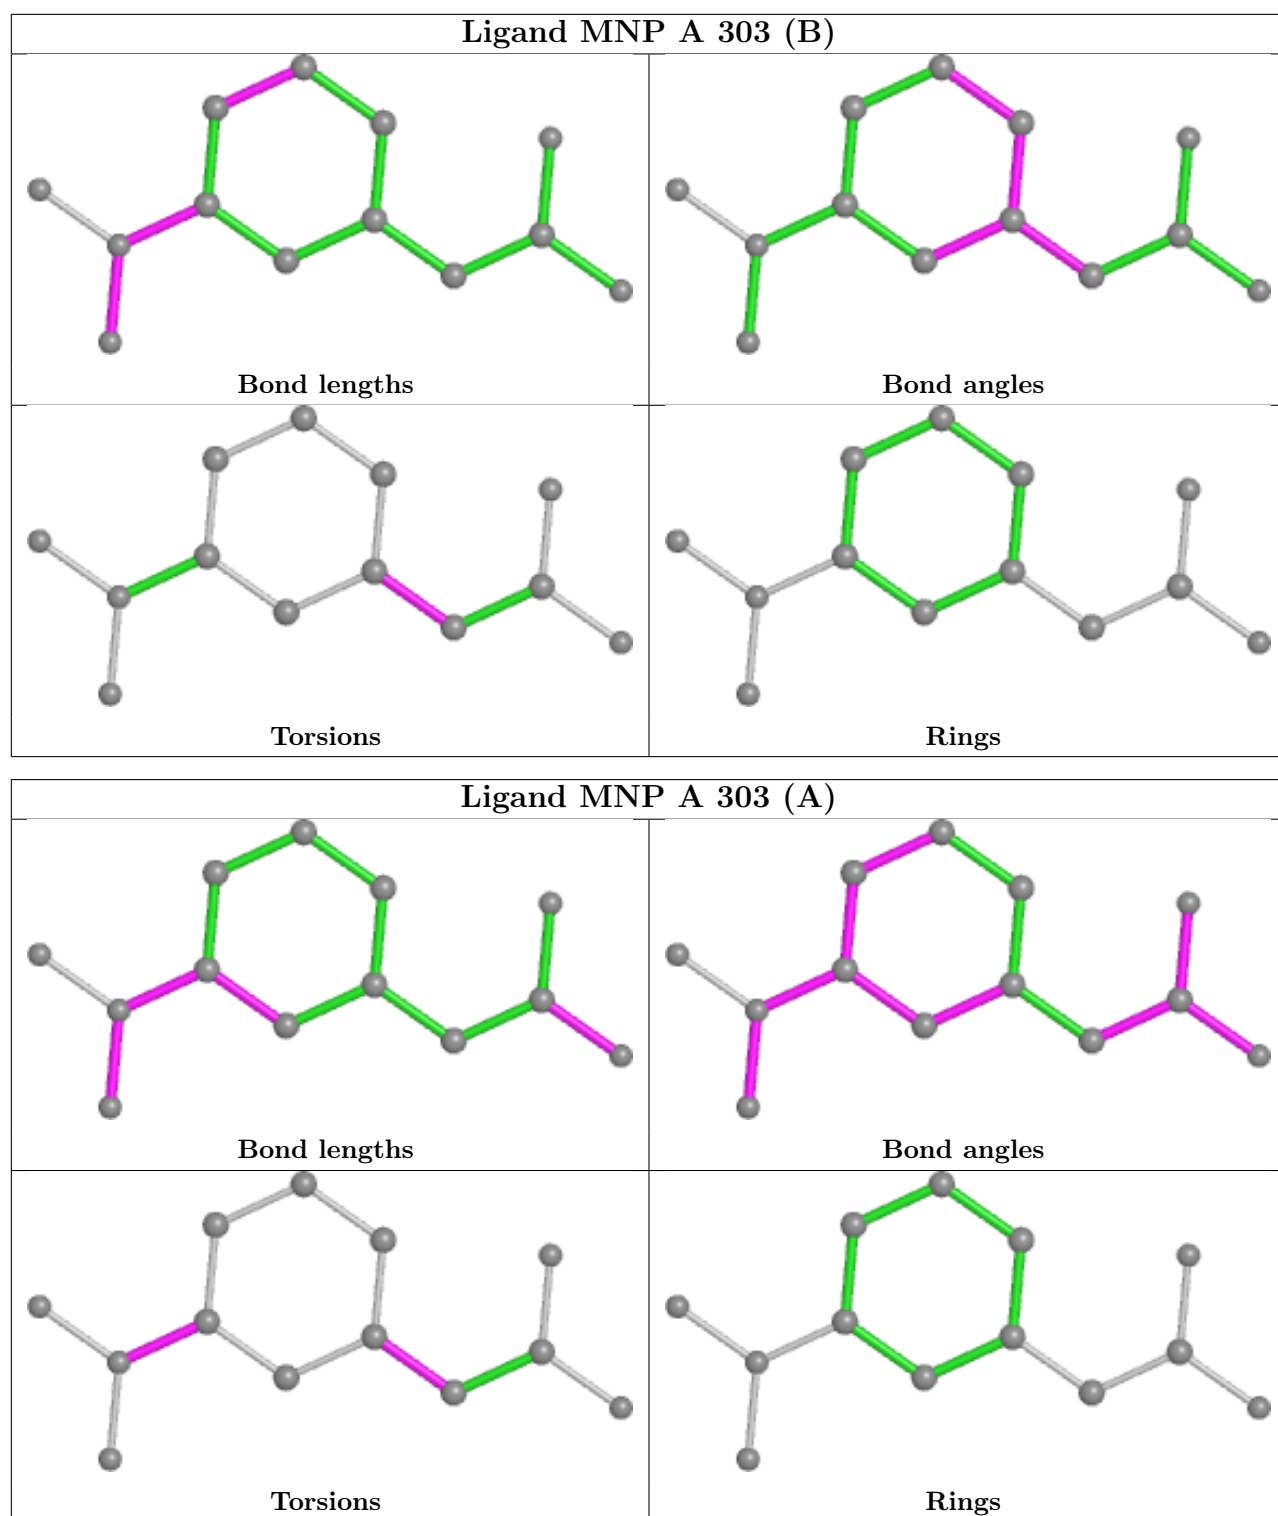 Ligand MNP A 303 (B)
Bond lengths
Bond angles
Torsions
Rings
Ligand MNP A 303 (A)
Bond lengths
Bond angles
Torsions
Rings